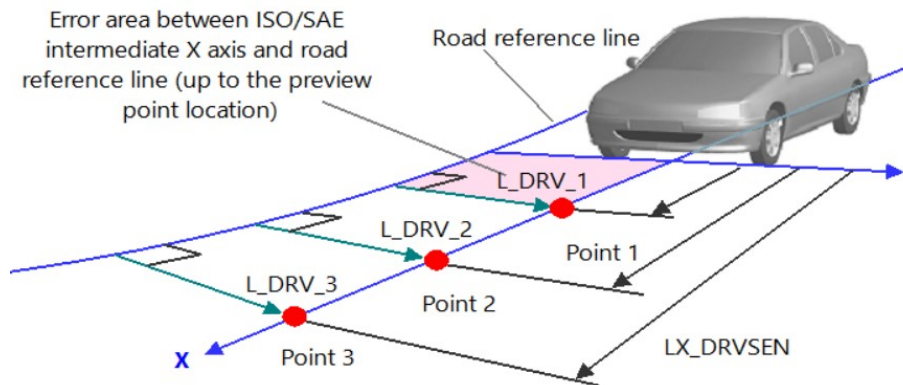 Error area between ISO/SAE
intermediate X axis and road
reference line (up to the preview
point location)
Road reference line
L_DRV_1
L_DRV_2
Point 1
L_DRV_3
Point 2
LX_DRVSEN
X
Point 3